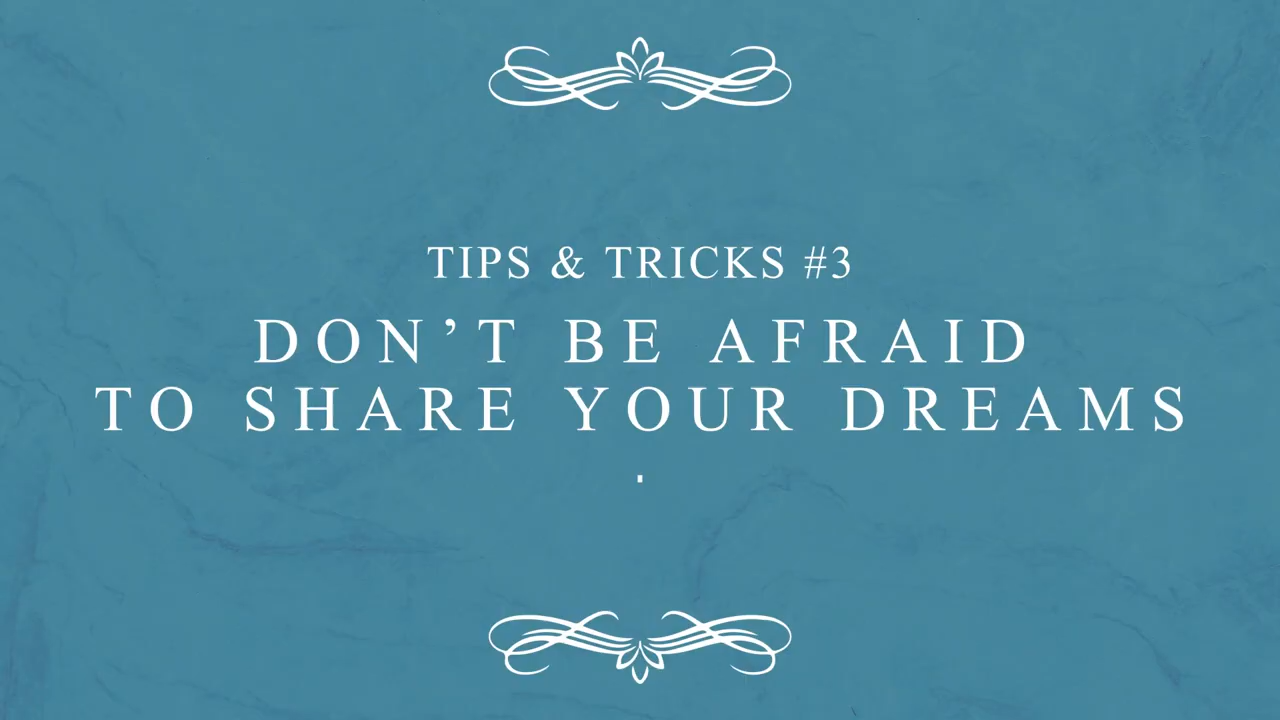 TIPS & TRICKS #3
DON’T BE AFRAID
TO SHARE YOUR DREAMS
.